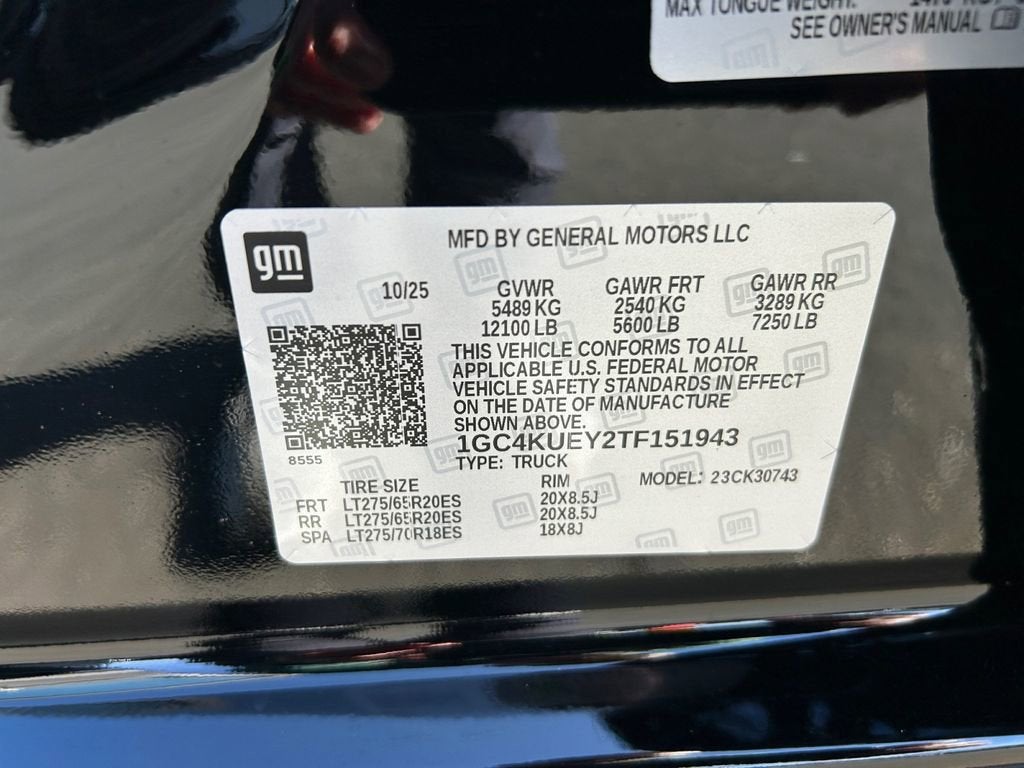 MAX TONGUE WEIGHT:
SEE OWNER'S MANUAL
gm
MFD BY GENERAL MOTORS LLC
10/25
GVWR GAWR FRT GAWR RR
5489 KG 2540 KG 3289 KG
12100 LB 5600 LB 7250 LB
THIS VEHICLE CONFORMS TO ALL
APPLICABLE U.S. FEDERAL MOTOR
VEHICLE SAFETY STANDARDS IN EFFECT
ON THE DATE OF MANUFACTURE
SHOWN ABOVE.
1GC4KUEY2TF151943
8555
TYPE: TRUCK
TIRE SIZE RIM MODEL: 23CK30743
FRT LT275/65R20ES 20X8.5J
RR LT275/65R20ES 20X8.5J
SPA LT275/70R18ES 18X8J